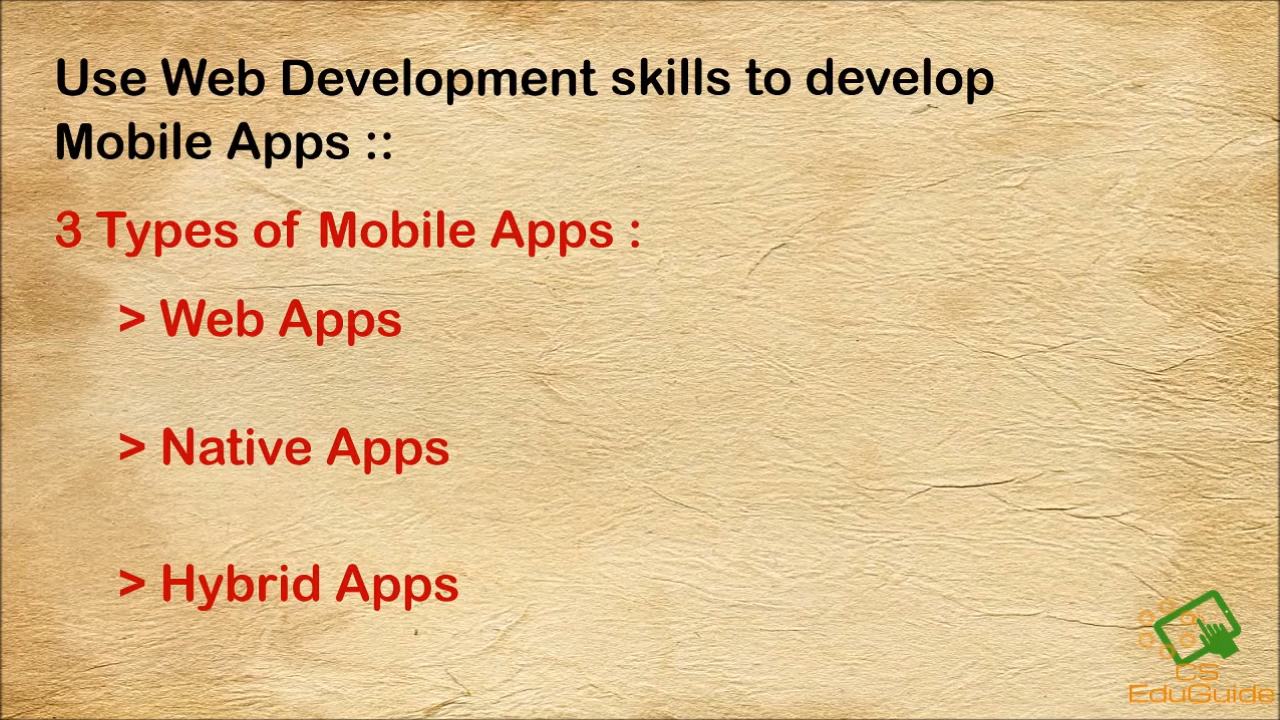 Use Web Development skills to develop
Mobile Apps ::
3 Types of Mobile Apps :
> Web Apps
> Native Apps
> Hybrid Apps
CS
EduGuide